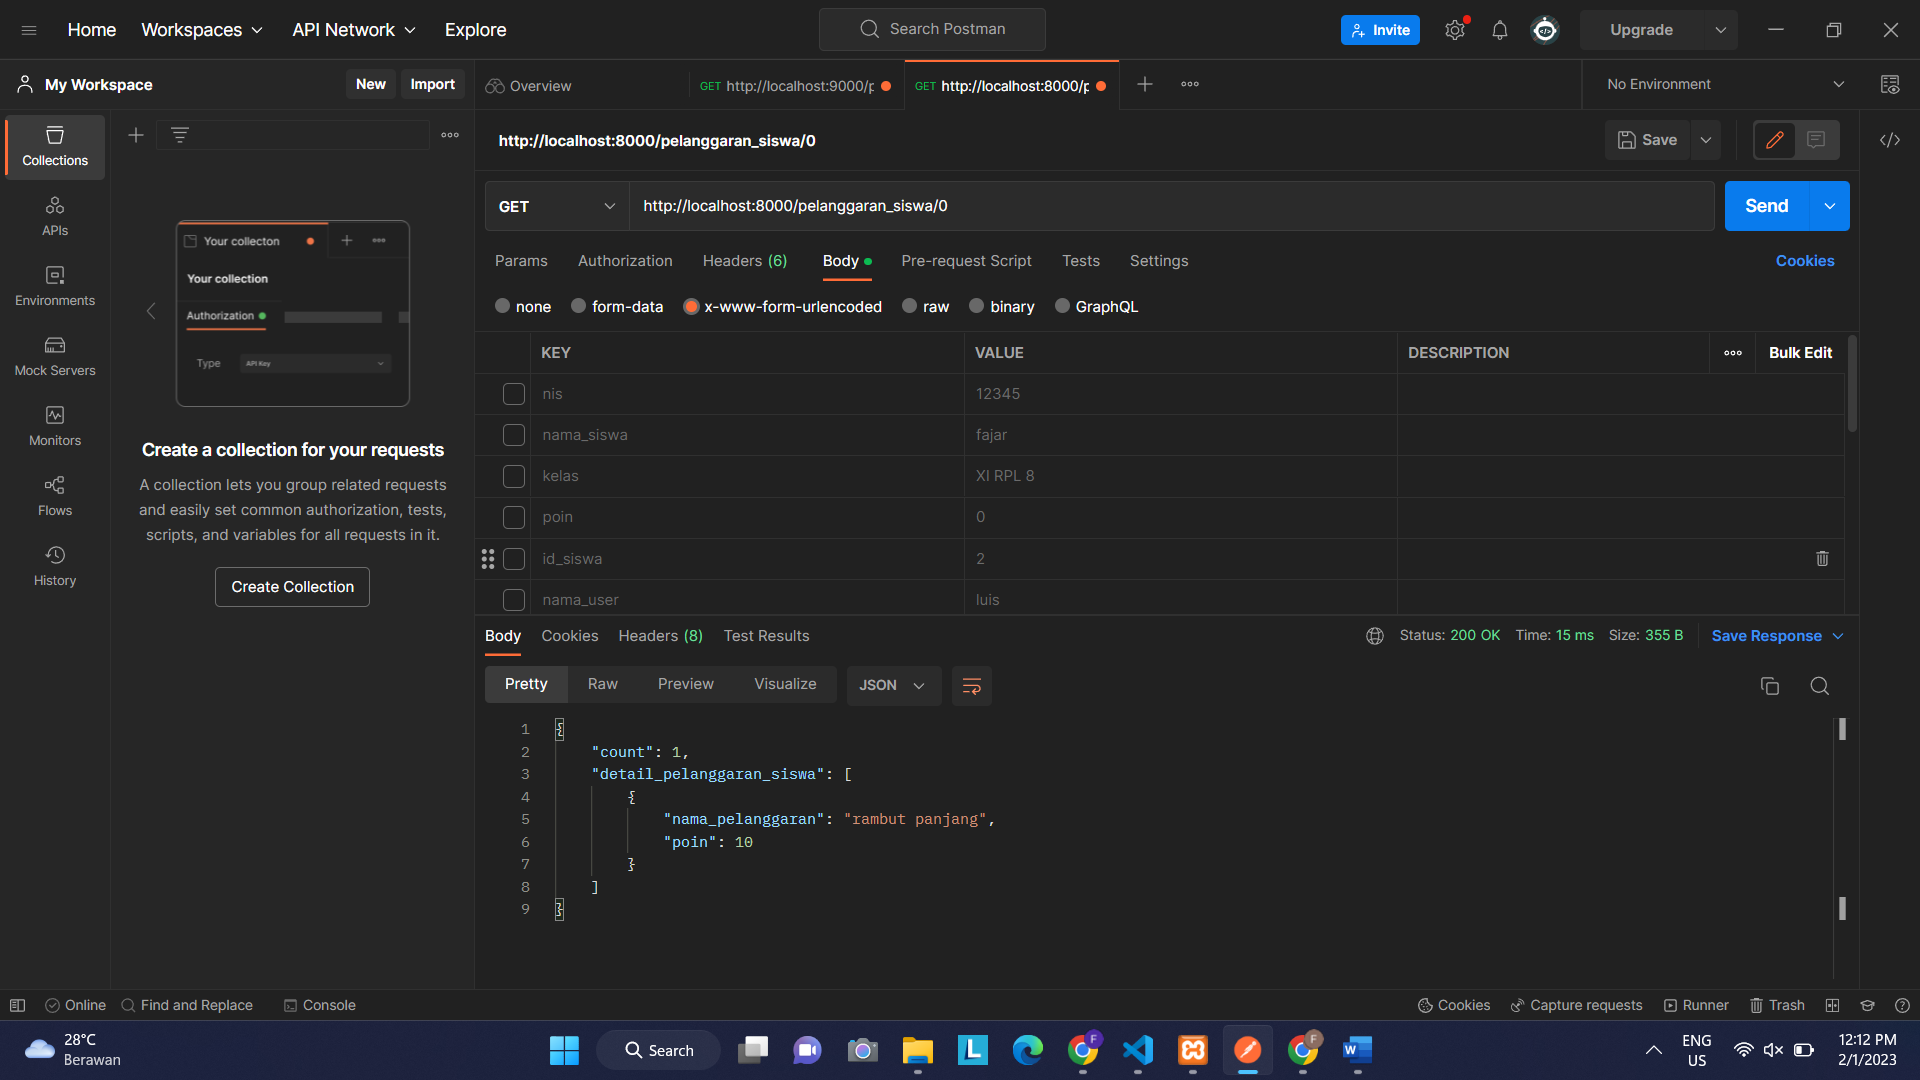 Home Workspaces API Network Explore Search Postman Invite Upgrade
My Workspace New Import Overview GET http://localhost:9000/p GET http://localhost:8000/p No Environment
Collections
APIs
Environments
Mock Servers
Monitors
Flows
History
Your collecton
Your collection
Authorization
Type API Key
Create a collection for your requests
A collection lets you group related requests
and easily set common authorization, tests,
scripts, and variables for all requests in it.
Create Collection
http://localhost:8000/pelanggaran_siswa/0 Save
GET http://localhost:8000/pelanggaran_siswa/0 Send
Params Authorization Headers (6) Body Pre-request Script Tests Settings Cookies
none form-data x-www-form-urlencoded raw binary GraphQL
KEY VALUE DESCRIPTION Bulk Edit
nis 12345
nama_siswa fajar
kelas XI RPL 8
poin 0
id_siswa 2
nama_user luis
Body Cookies Headers (8) Test Results Status: 200 OK Time: 15 ms Size: 355 B Save Response
Pretty Raw Preview Visualize JSON
1 {
2 "count": 1,
3 "detail_pelanggaran_siswa": [
4 {
5 "nama_pelanggaran": "rambut panjang",
6 "poin": 10
7 }
8 ]
9 }
Online Find and Replace Console Cookies Capture requests Runner Trash
28°C
Berawan
Search
F
F
ENG
US
12:12 PM
2/1/2023